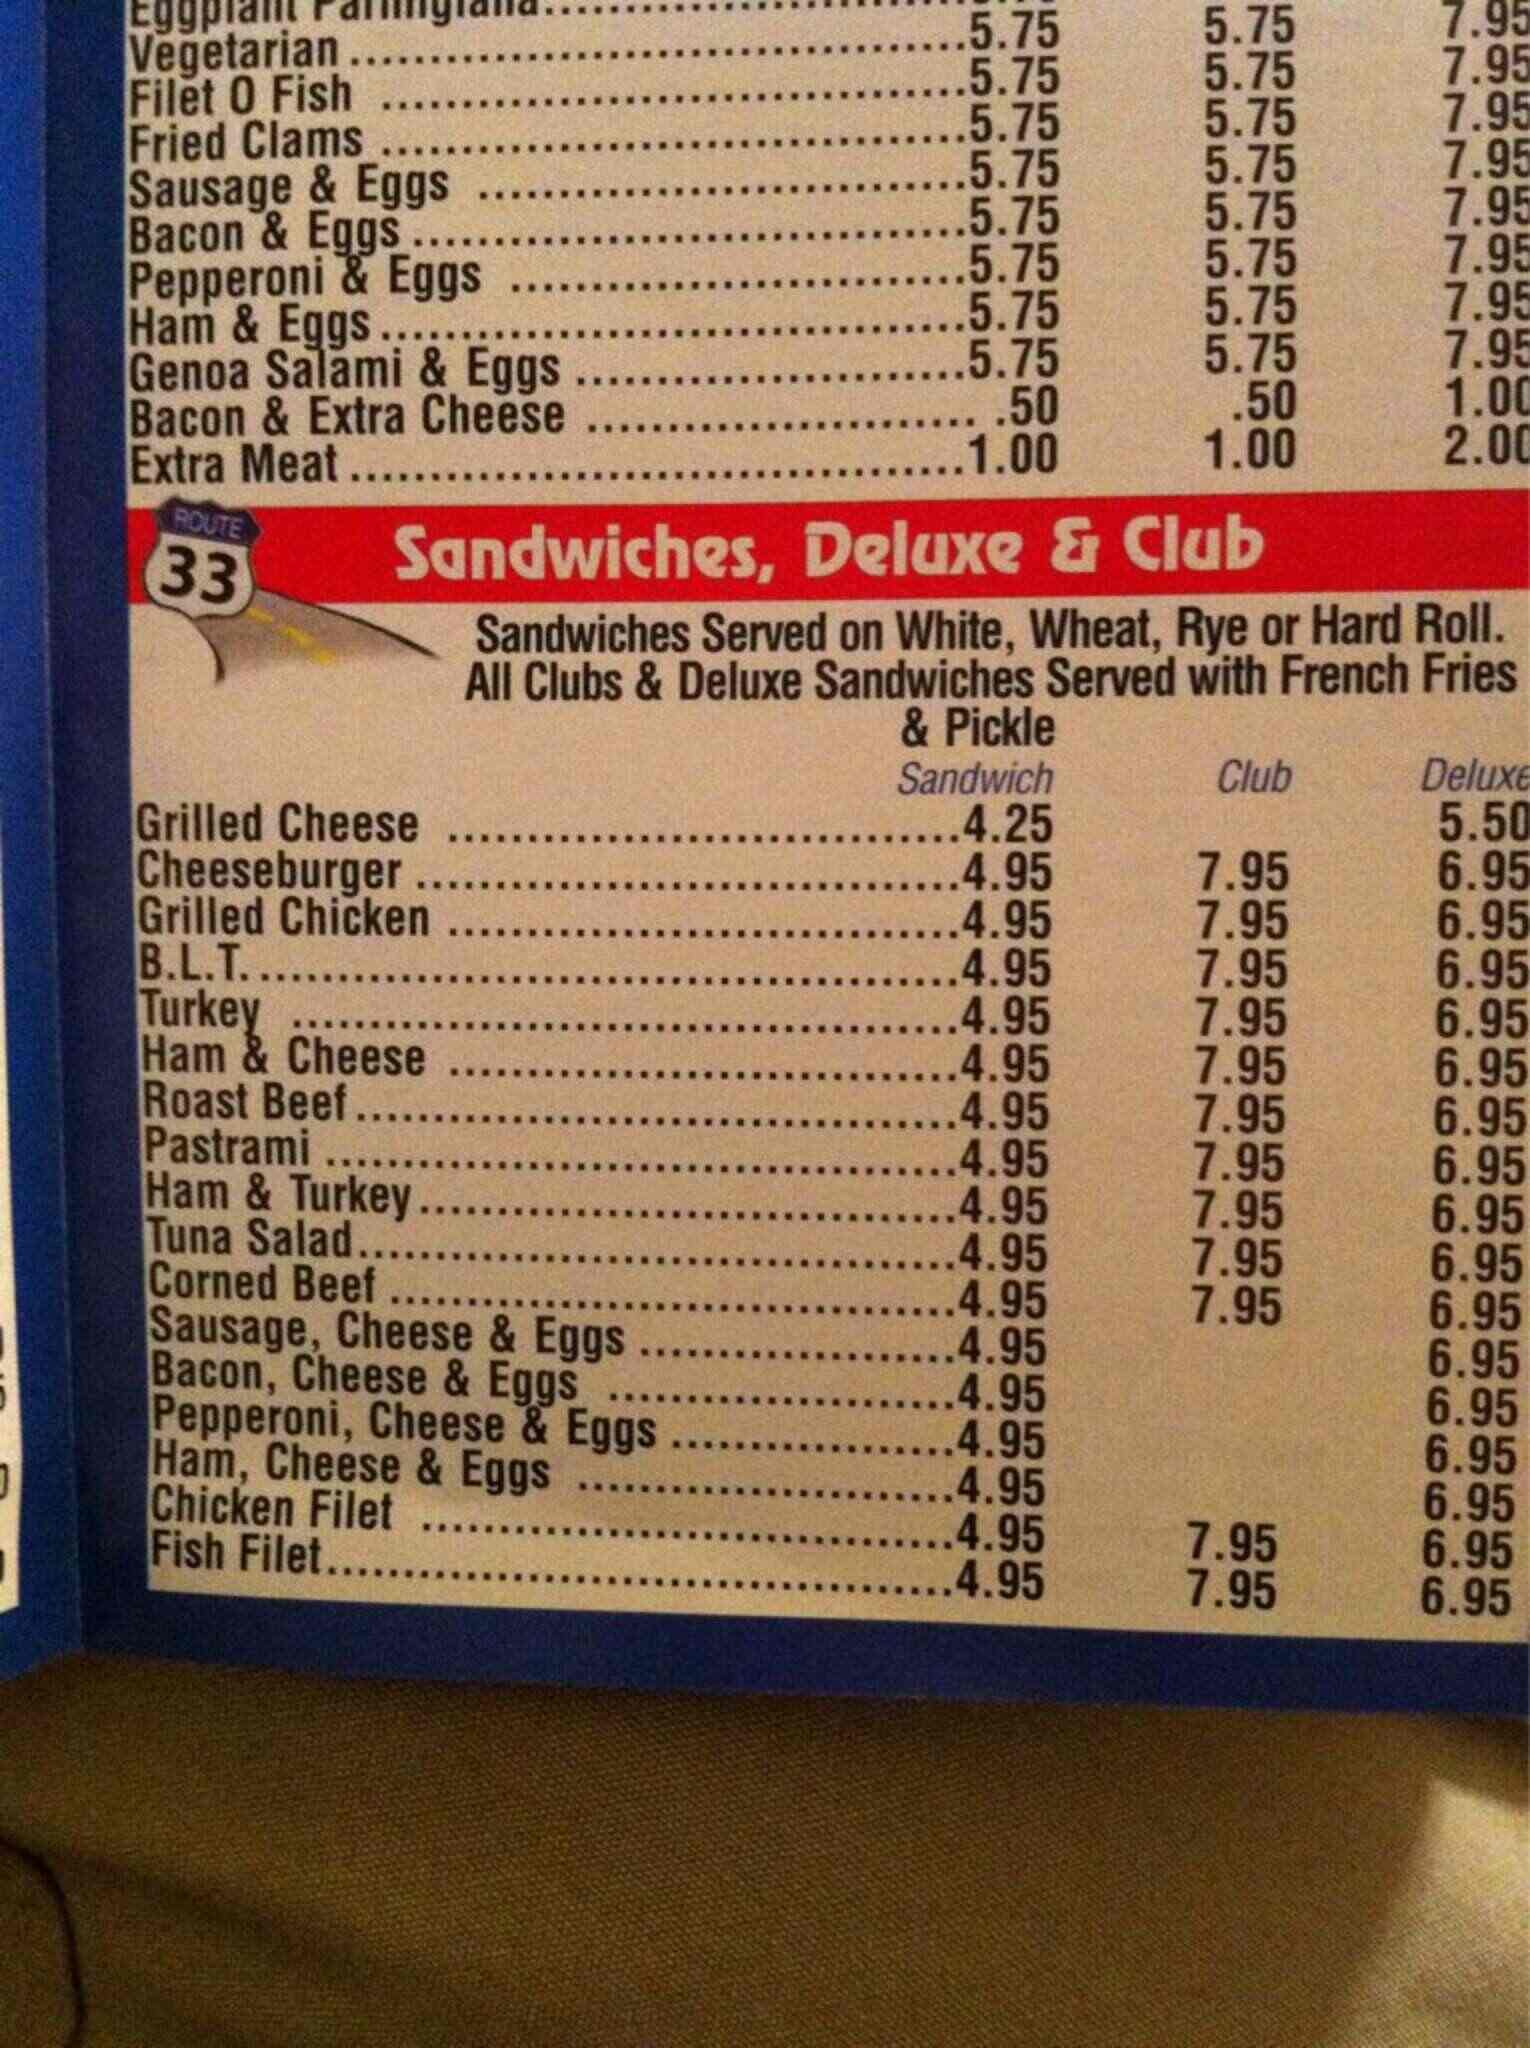 Eggplant Parmigiana
Vegetarian ..... 5.75 5.75 7.95
Filet O Fish ..... 5.75 5.75 7.95
Fried Clams ..... 5.75 5.75 7.95
Sausage & Eggs ..... 5.75 5.75 7.95
Bacon & Eggs ..... 5.75 5.75 7.95
Pepperoni & Eggs ..... 5.75 5.75 7.95
Ham & Eggs ..... 5.75 5.75 7.95
Genoa Salami & Eggs ..... 5.75 5.75 7.95
Bacon & Extra Cheese ..... .50 .50 1.00
Extra Meat ..... 1.00 1.00 2.00
ROUTE
33
Sandwiches, Deluxe & Club
Sandwiches Served on White, Wheat, Rye or Hard Roll.
All Clubs & Deluxe Sandwiches Served with French Fries
& Pickle
Sandwich Club Deluxe
Grilled Cheese ..... 4.25 5.50
Cheeseburger ..... 4.95 7.95 6.95
Grilled Chicken ..... 4.95 7.95 6.95
B.L.T. ..... 4.95 7.95 6.95
Turkey ..... 4.95 7.95 6.95
Ham & Cheese ..... 4.95 7.95 6.95
Roast Beef ..... 4.95 7.95 6.95
Pastrami ..... 4.95 7.95 6.95
Ham & Turkey ..... 4.95 7.95 6.95
Tuna Salad ..... 4.95 7.95 6.95
Corned Beef ..... 4.95 7.95 6.95
Sausage, Cheese & Eggs ..... 4.95 6.95
Bacon, Cheese & Eggs ..... 4.95 6.95
Pepperoni, Cheese & Eggs ..... 4.95 6.95
Ham, Cheese & Eggs ..... 4.95 6.95
Chicken Filet ..... 4.95 7.95 6.95
Fish Filet ..... 4.95 7.95 6.95